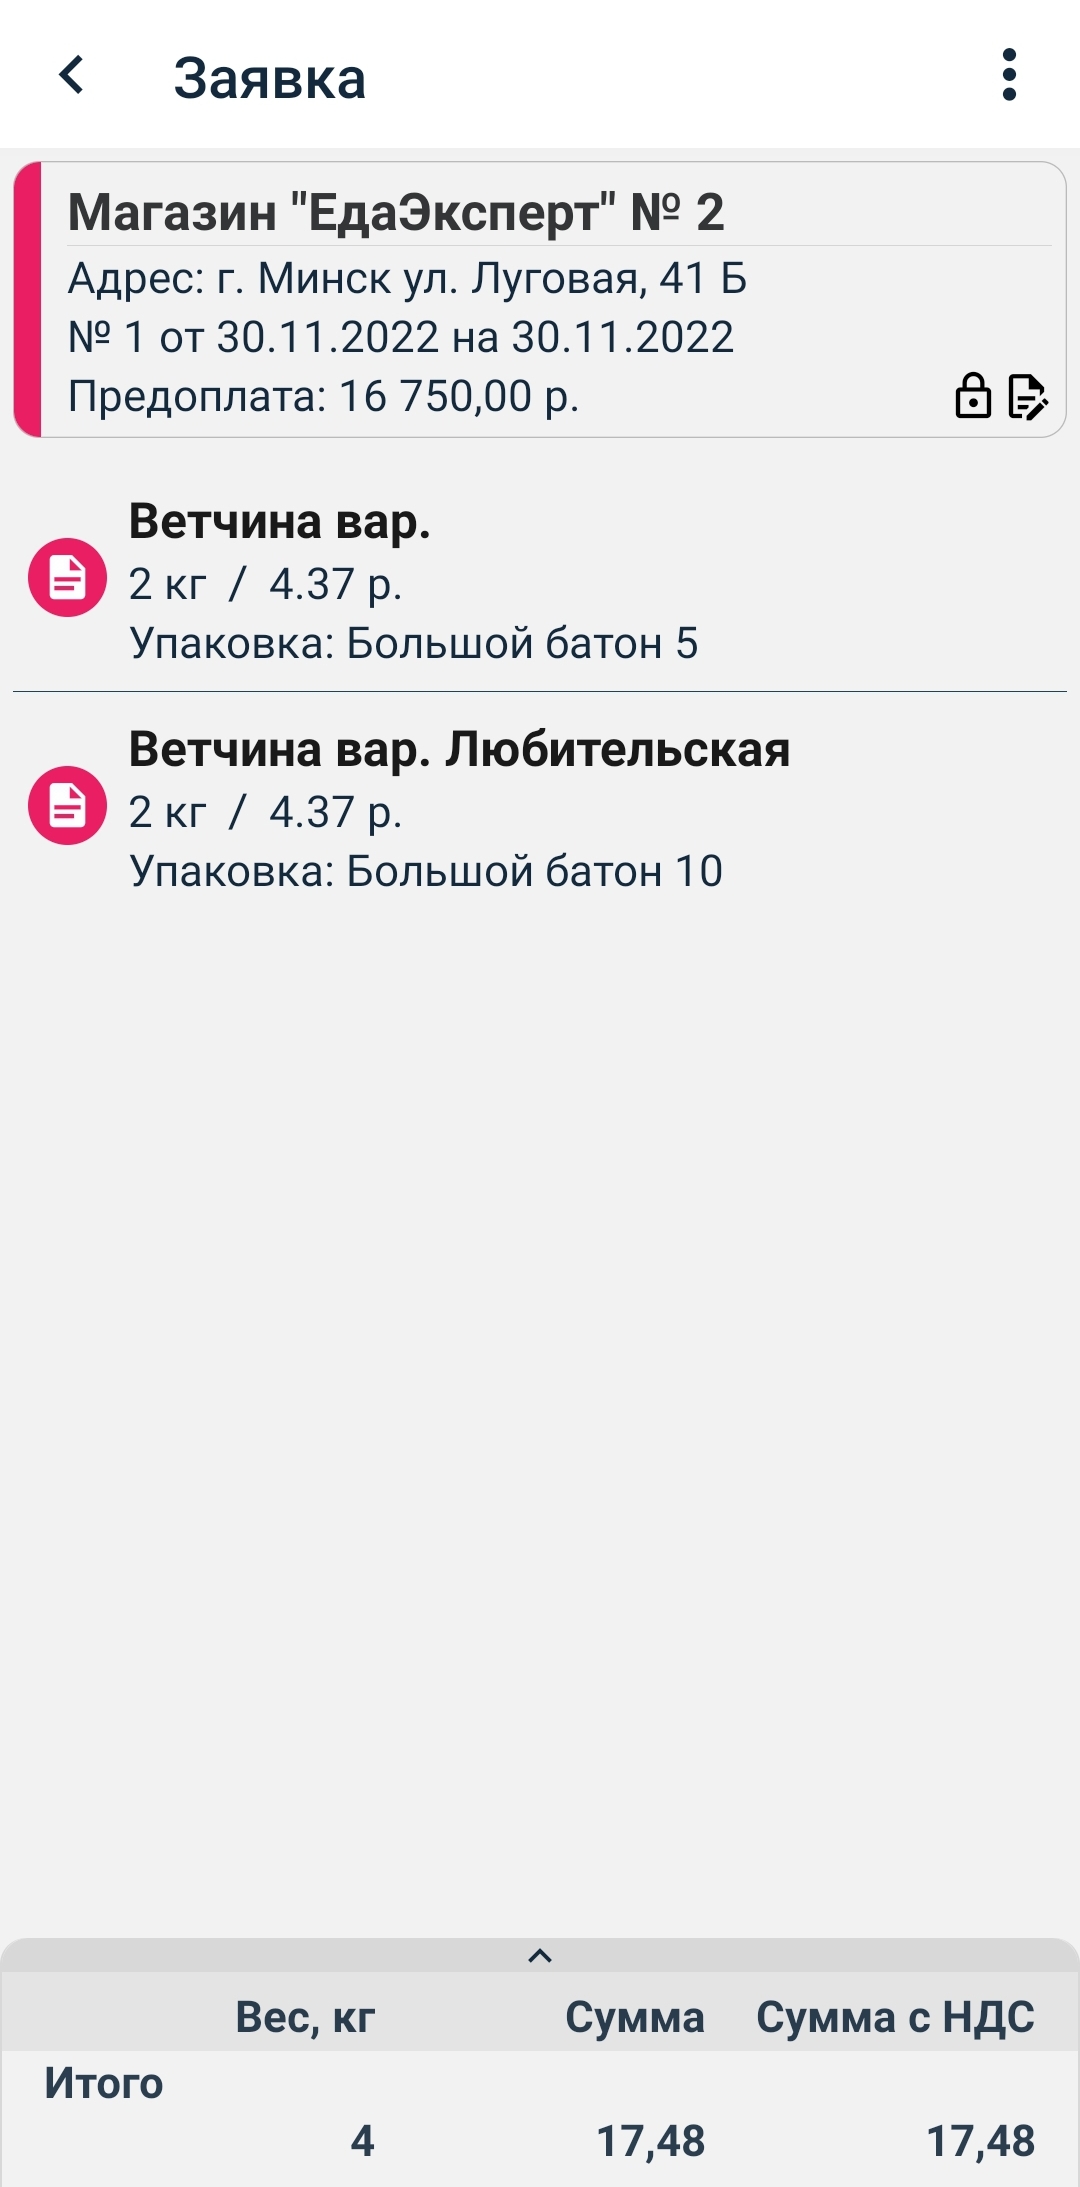 Заявка
Магазин "ЕдаЭксперт" № 2
Адрес: г. Минск ул. Луговая, 41 Б
№ 1 от 30.11.2022 на 30.11.2022
Предоплата: 16 750,00 р.
Ветчина вар.
2 кг / 4.37 р.
Упаковка: Большой батон 5
Ветчина вар. Любительская
2 кг / 4.37 р.
Упаковка: Большой батон 10
Вес, кг Сумма Сумма с НДС
Итого
4 17,48 17,48